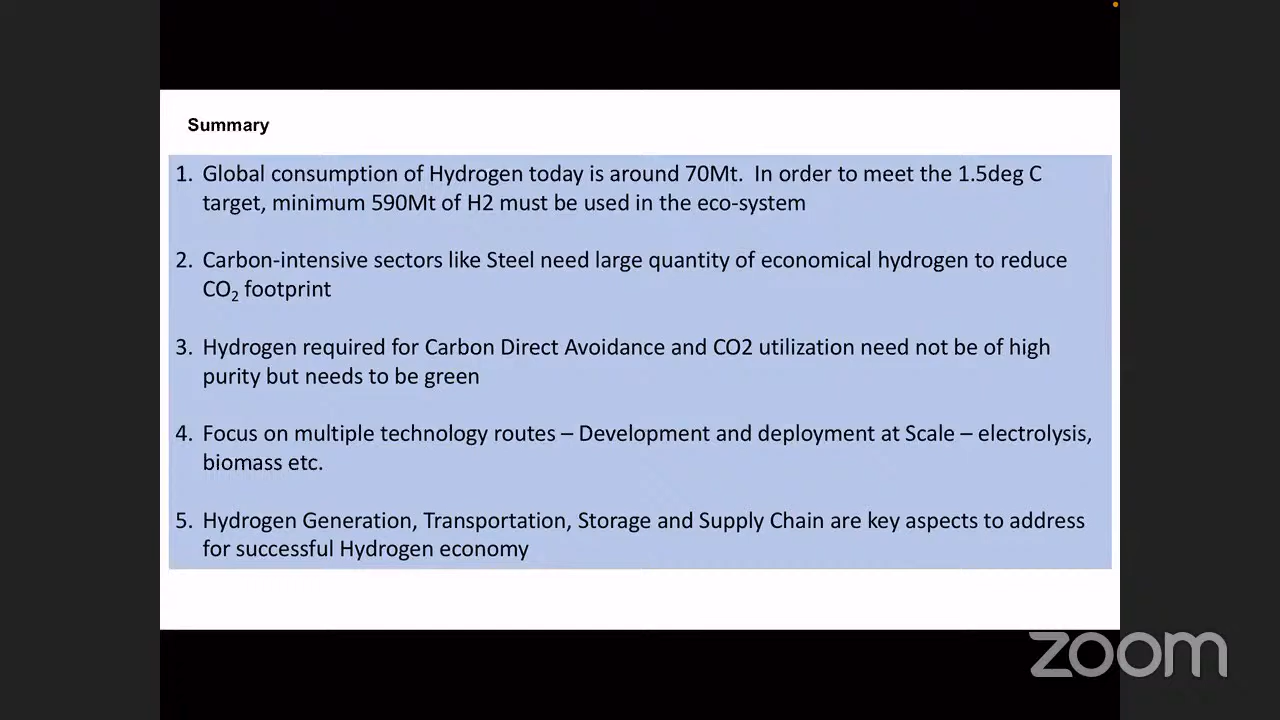 Summary
1. Global consumption of Hydrogen today is around 70Mt.  In order to meet the 1.5deg C
target, minimum 590Mt of H2 must be used in the eco-system
2. Carbon-intensive sectors like Steel need large quantity of economical hydrogen to reduce
CO₂ footprint
3. Hydrogen required for Carbon Direct Avoidance and CO2 utilization need not be of high
purity but needs to be green
4. Focus on multiple technology routes – Development and deployment at Scale – electrolysis,
biomass etc.
5. Hydrogen Generation, Transportation, Storage and Supply Chain are key aspects to address
for successful Hydrogen economy
zoom